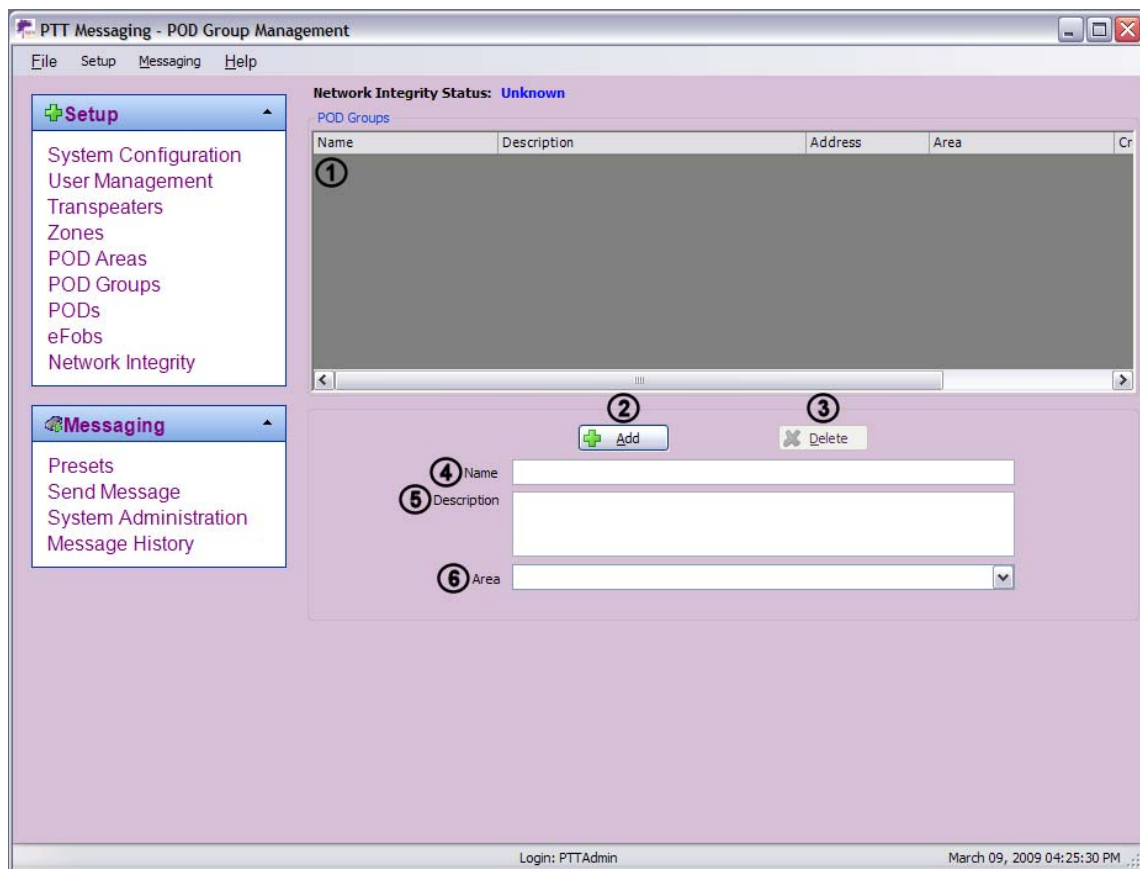 PTT Messaging - POD Group Management
File Setup Messaging Help
Setup
System Configuration
User Management
Transpeaters
Zones
POD Areas
POD Groups
PODs
eFobs
Network Integrity
Messaging
Presets
Send Message
System Administration
Message History
Network Integrity Status: Unknown
POD Groups
Name Description Address Area Cr
1
2 3
Add Delete
4 Name
5 Description
6 Area
Login: PTTAdmin March 09, 2009 04:25:30 PM